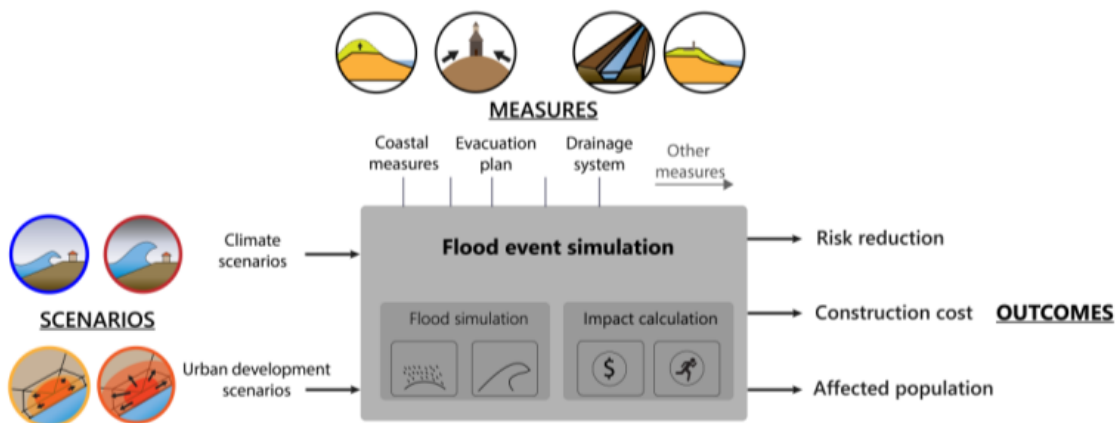 MEASURES
Coastal
measures
Evacuation
plan
Drainage
system
Other
measures
Climate
scenarios
SCENARIOS
Urban development
scenarios
Flood event simulation
Flood simulation
Impact calculation
$
Risk reduction
Construction cost
OUTCOMES
Affected population